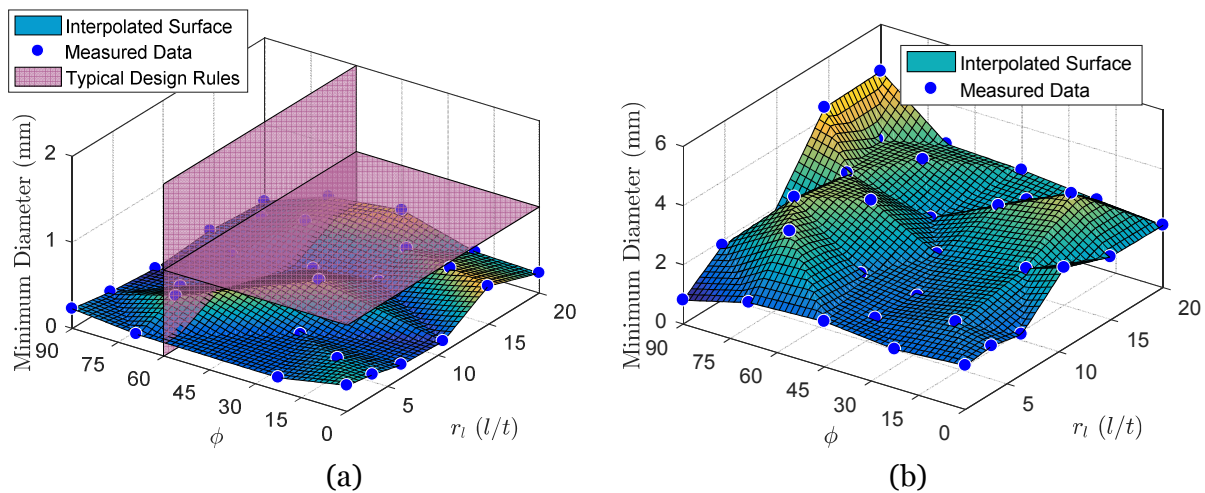 Interpolated Surface
Measured Data
Typical Design Rules
Minimum Diameter (mm)
2
1
0
90
75
60
45
30
15
0
ϕ
5
10
15
20
r_l (l/t)
(a)
Interpolated Surface
Measured Data
Minimum Diameter (mm)
6
4
2
0
90
75
60
45
30
15
0
ϕ
5
10
15
20
r_l (l/t)
(b)